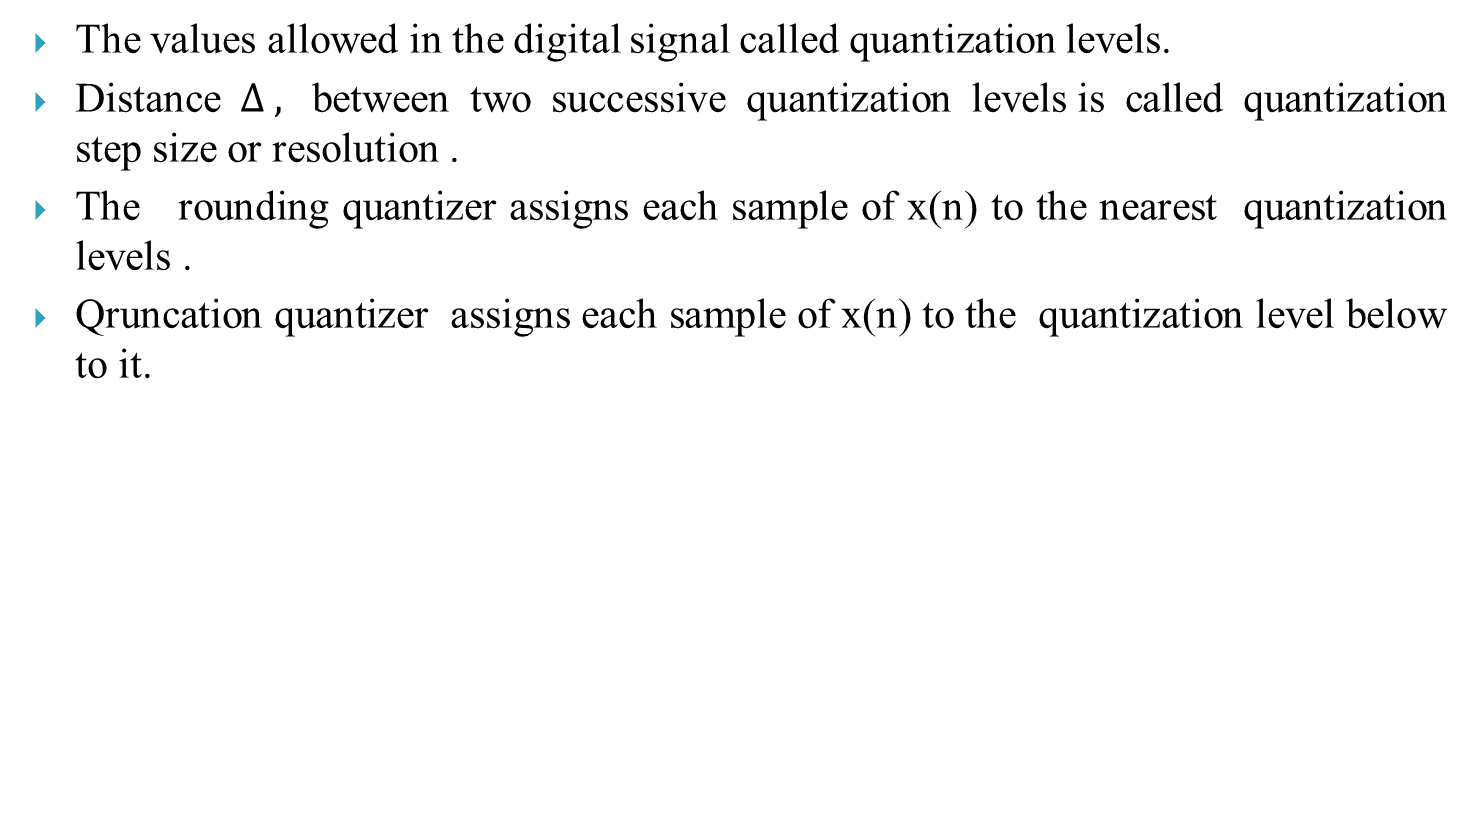 The values allowed in the digital signal called quantization levels.
Distance Δ , between two successive quantization levels is called quantization
step size or resolution .
The rounding quantizer assigns each sample of x(n) to the nearest quantization
levels .
Qruncation quantizer assigns each sample of x(n) to the quantization level below
to it.